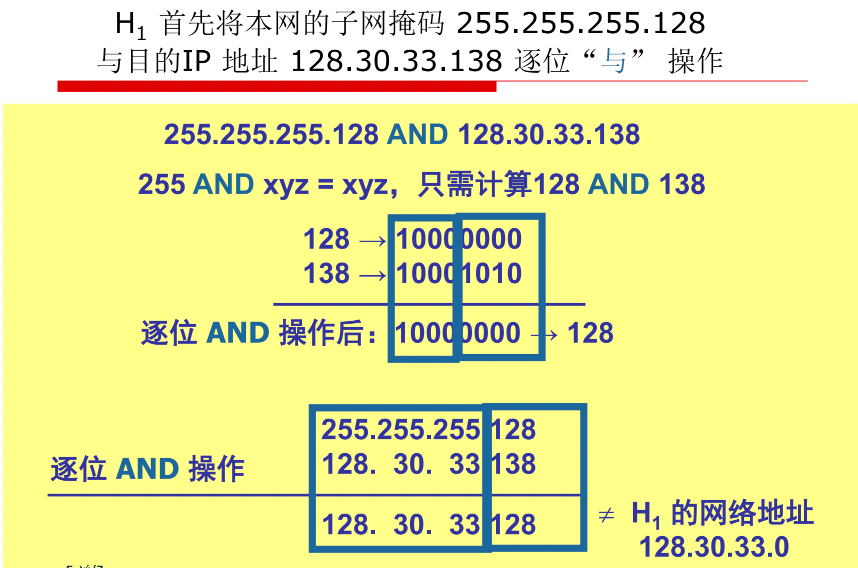 H1 首先将本网的子网掩码 255.255.255.128
与目的IP 地址 128.30.33.138 逐位“与” 操作
255.255.255.128 AND 128.30.33.138
255 AND xyz = xyz，只需计算128 AND 138
128 → 10000000
138 → 10001010
逐位 AND 操作后：10000000 → 128
255.255.255 128
逐位 AND 操作 128. 30. 33 138
128. 30. 33 128 ≠ H1 的网络地址
128.30.33.0